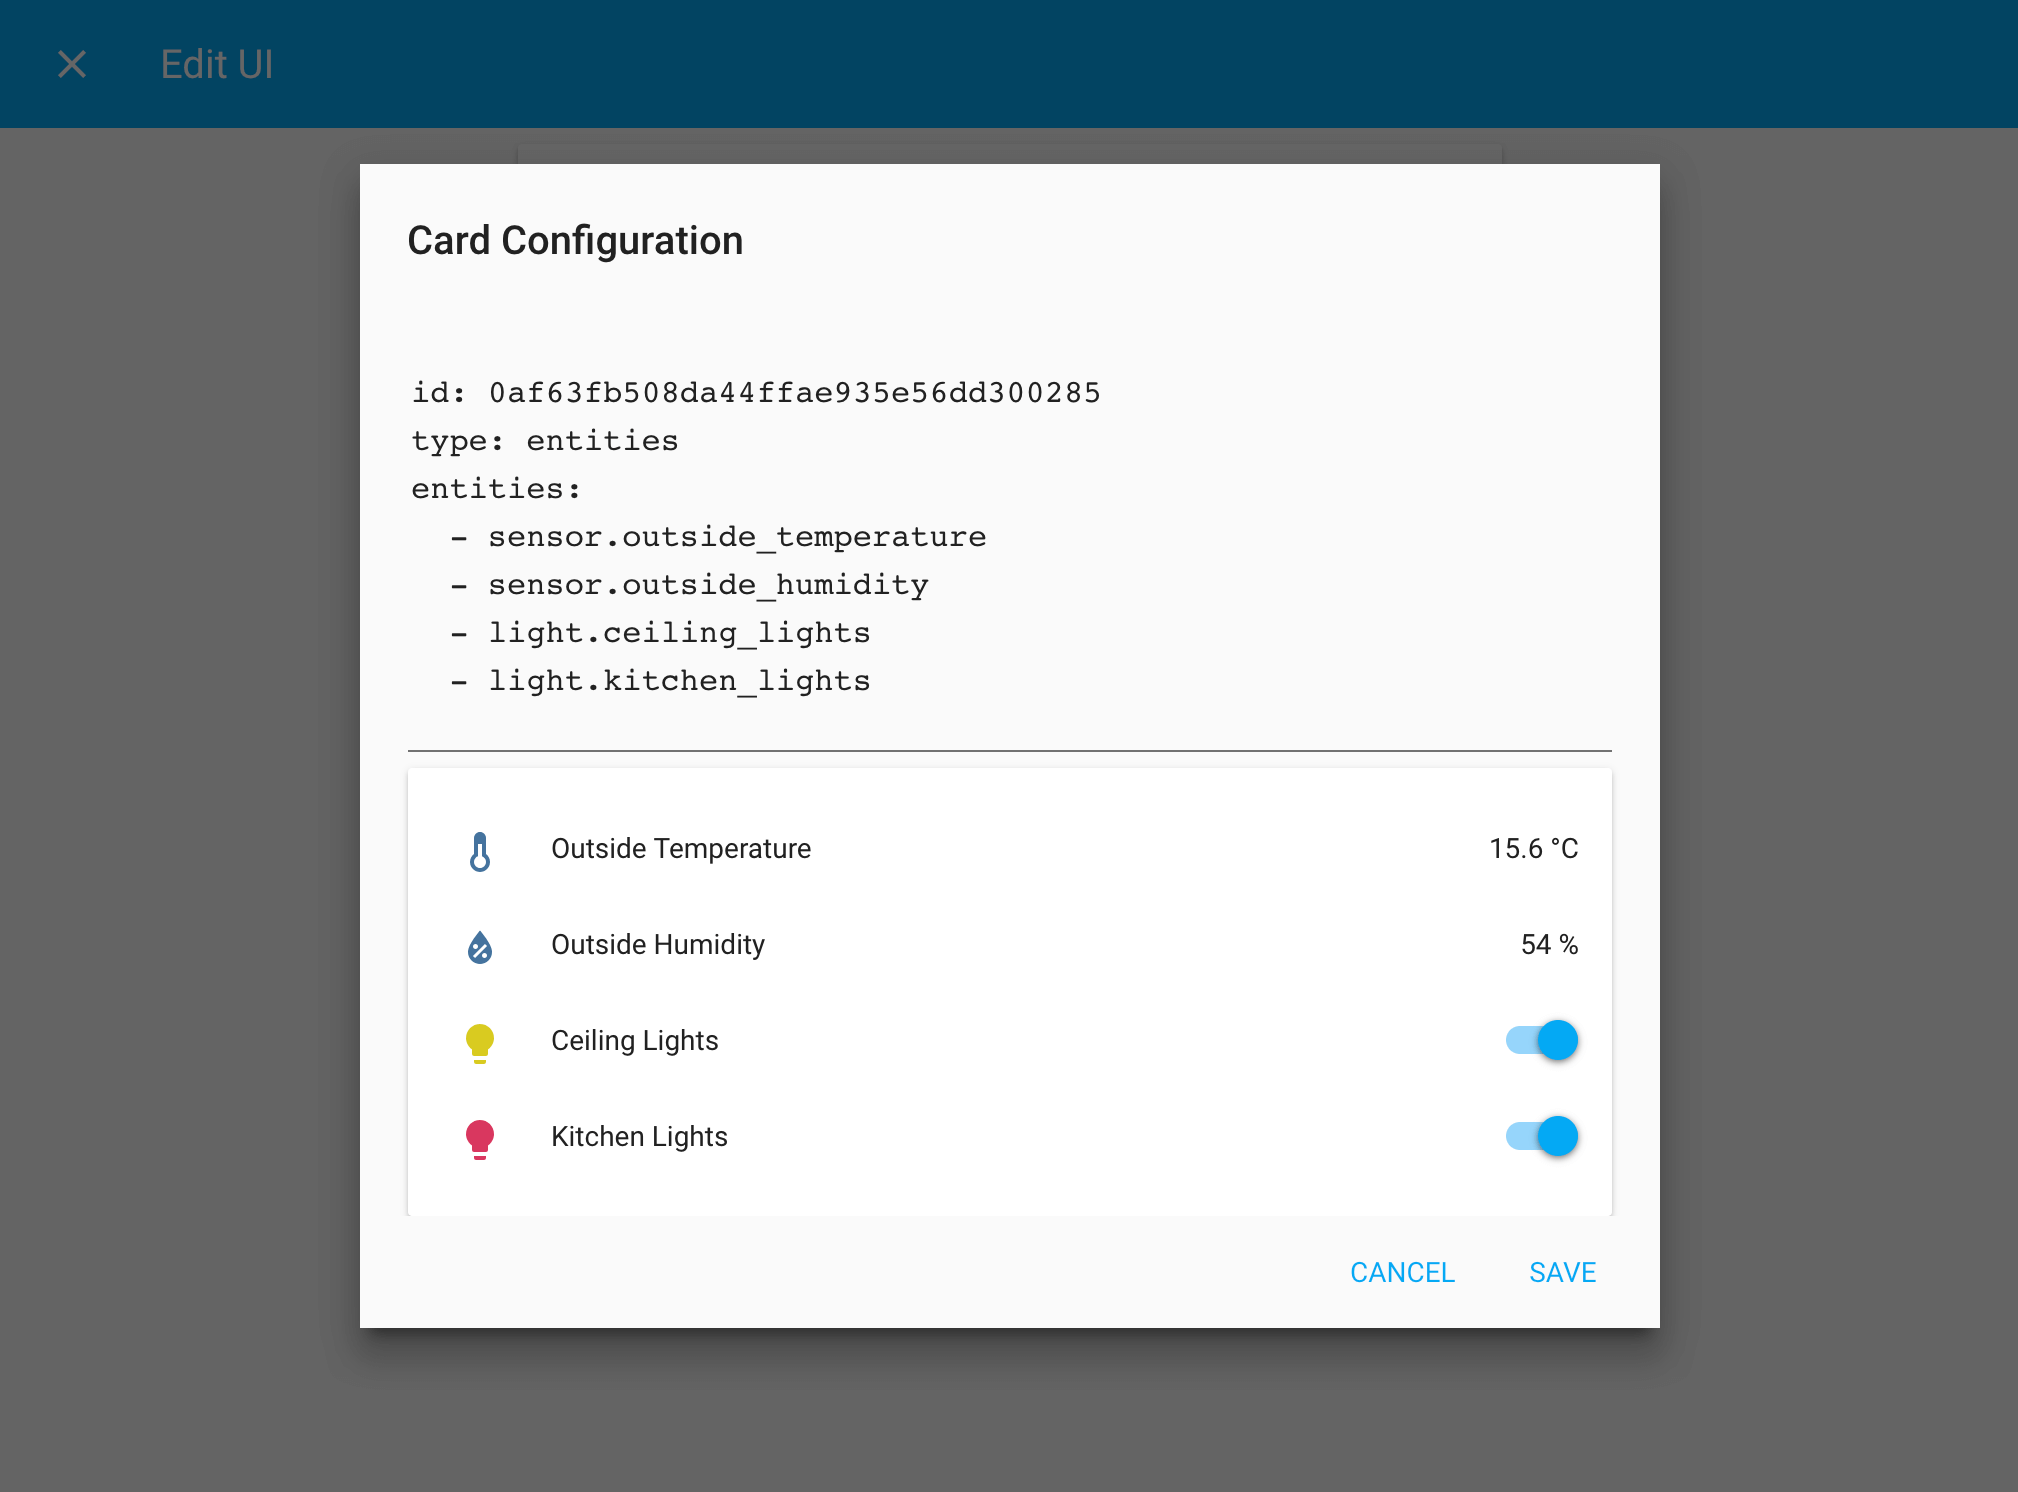 Edit UI
Card Configuration
id: 0af63fb508da44ffae935e56dd300285
type: entities
entities:
  - sensor.outside_temperature
  - sensor.outside_humidity
  - light.ceiling_lights
  - light.kitchen_lights
Outside Temperature 15.6 °C
Outside Humidity 54 %
Ceiling Lights
Kitchen Lights
CANCEL SAVE